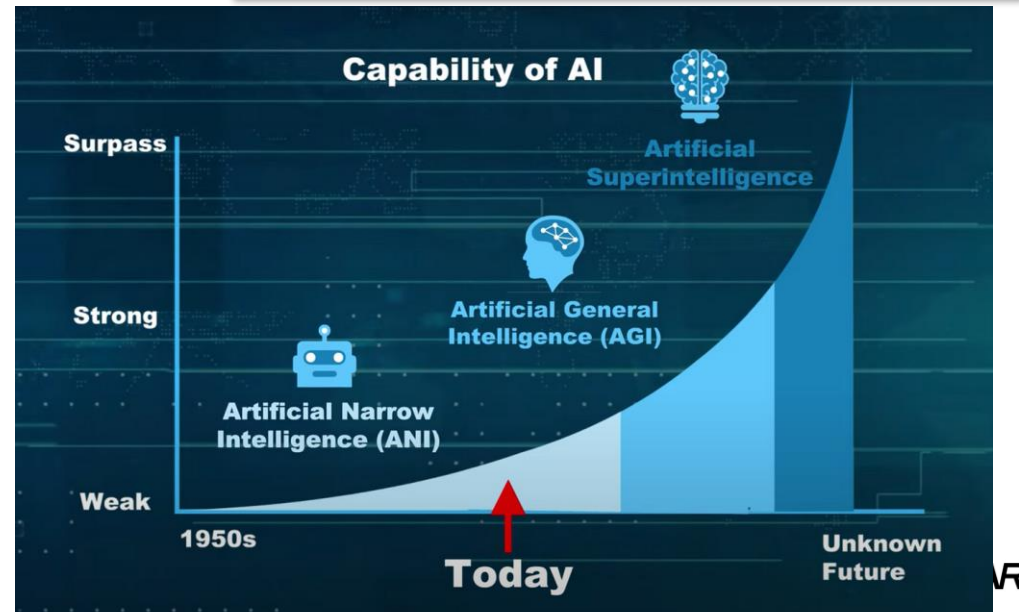 Capability of AI
Surpass
Artificial
Superintelligence
Strong
Artificial General
Intelligence (AGI)
Artificial Narrow
Intelligence (ANI)
Weak
1950s
Today
Unknown
Future